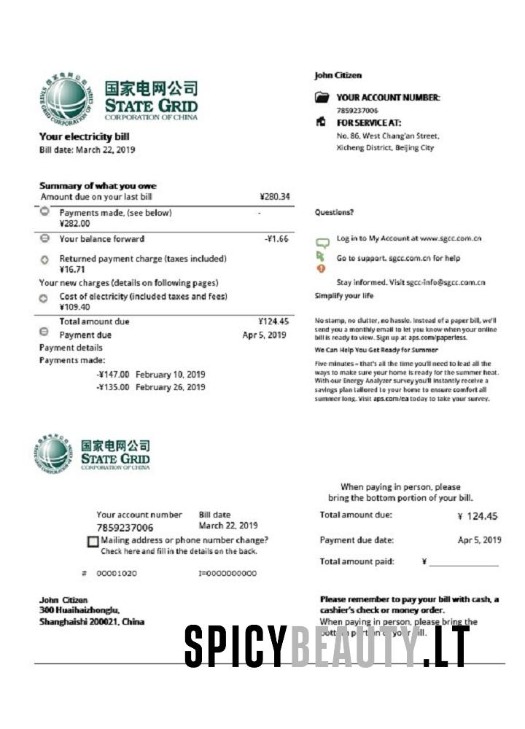 国家电网公司
STATE GRID
CORPORATION OF CHINA
Your electricity bill
Bill date: March 22, 2019
John Citizen
YOUR ACCOUNT NUMBER:
7859237006
FOR SERVICE AT:
No. 86, West Chang'an Street,
Xicheng District, Beijing City
Summary of what you owe
Amount due on your last bill ¥280.34
Payments made, (see below) -
¥282.00
Your balance forward -¥1.66
Returned payment charge (taxes included)
¥16.71
Your new charges (details on following pages)
Cost of electricity (included taxes and fees)
¥109.40
Total amount due ¥124.45
Payment due Apr 5, 2019
Payment details
Payments made:
-¥147.00 February 10, 2019
-¥135.00 February 26, 2019
Questions?
Log in to My Account at www.sgcc.com.cn
Go to support. sgcc.com.cn for help
Stay informed. Visit sgcc-info@sgcc.com.cn
Simplify your life
No stamp, no clutter, no hassle. Instead of a paper bill, we'll
send you a monthly email to let you know when your online
bill is ready to view. Sign up at aps.com/paperless.
We Can Help You Get Ready for Summer
Five minutes – that's all the time you'll need to lead all the
ways to make sure your home is ready for the summer heat.
With our Energy Analyzer survey you'll instantly receive a
savings plan tailored to your home to ensure comfort all
summer long. Visit aps.com/ea today to take your survey.
国家电网公司
STATE GRID
CORPORATION OF CHINA
Your account number Bill date
7859237006 March 22, 2019
Mailing address or phone number change?
Check here and fill in the details on the back.
# 00001020
John Citizen
300 Huaihaizhonglu,
Shanghaishi 200021, China
When paying in person, please
bring the bottom portion of your bill.
Total amount due: ¥ 124.45
Payment due date: Apr 5, 2019
Total amount paid: ¥
Please remember to pay your bill with cash, a
cashier's check or money order.
When paying in person, please bring the
bottom portion of your bill.
SPICYBEAUTY.LT